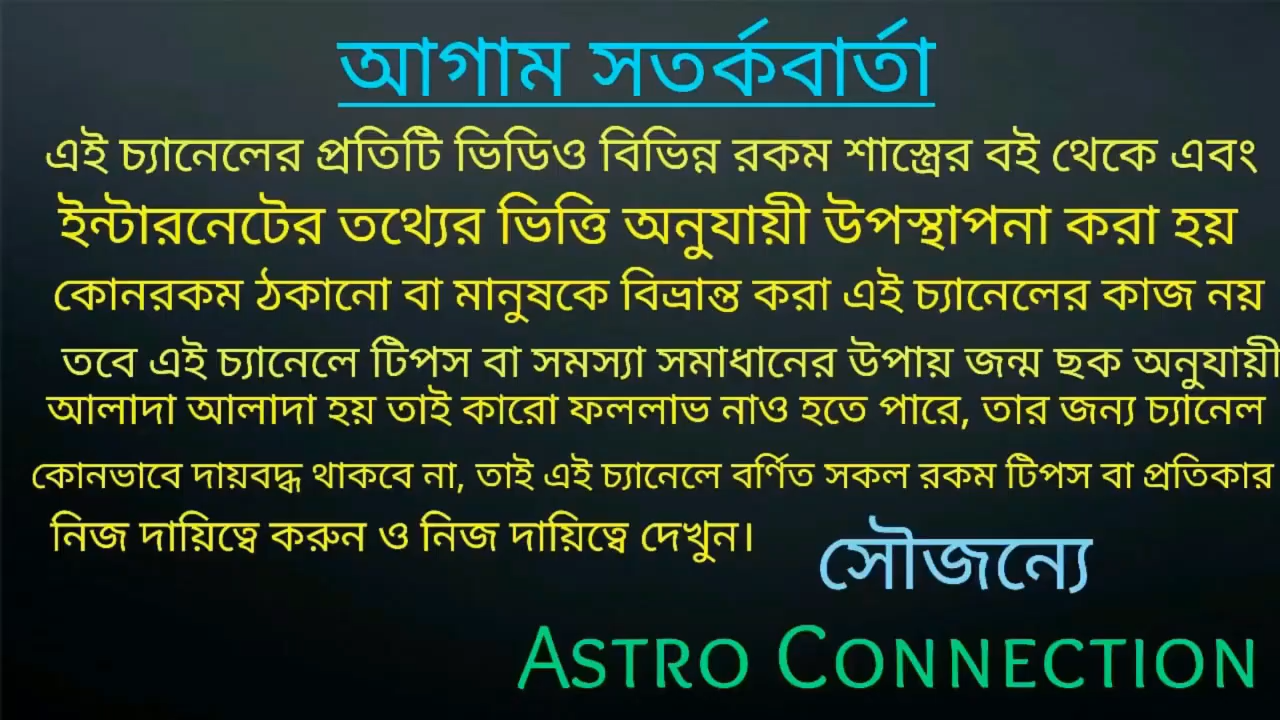 আগাম সতর্কবার্তা
এই চ্যানেলের প্রতিটি ভিডিও বিভিন্ন রকম শাস্ত্রের বই থেকে এবং
ইন্টারনেটের তথ্যের ভিত্তি অনুযায়ী উপস্থাপনা করা হয়
কোনরকম ঠকানো বা মানুষকে বিভ্রান্ত করা এই চ্যানেলের কাজ নয়
তবে এই চ্যানেলে টিপস বা সমস্যা সমাধানের উপায় জন্ম ছক অনুযায়ী
আলাদা আলাদা হয় তাই কারো ফললাভ নাও হতে পারে, তার জন্য চ্যানেল
কোনভাবে দায়বদ্ধ থাকবে না, তাই এই চ্যানেলে বর্ণিত সকল রকম টিপস বা প্রতিকার
নিজ দায়িত্বে করুন ও নিজ দায়িত্বে দেখুন।
সৌজন্যে
ASTRO CONNECTION